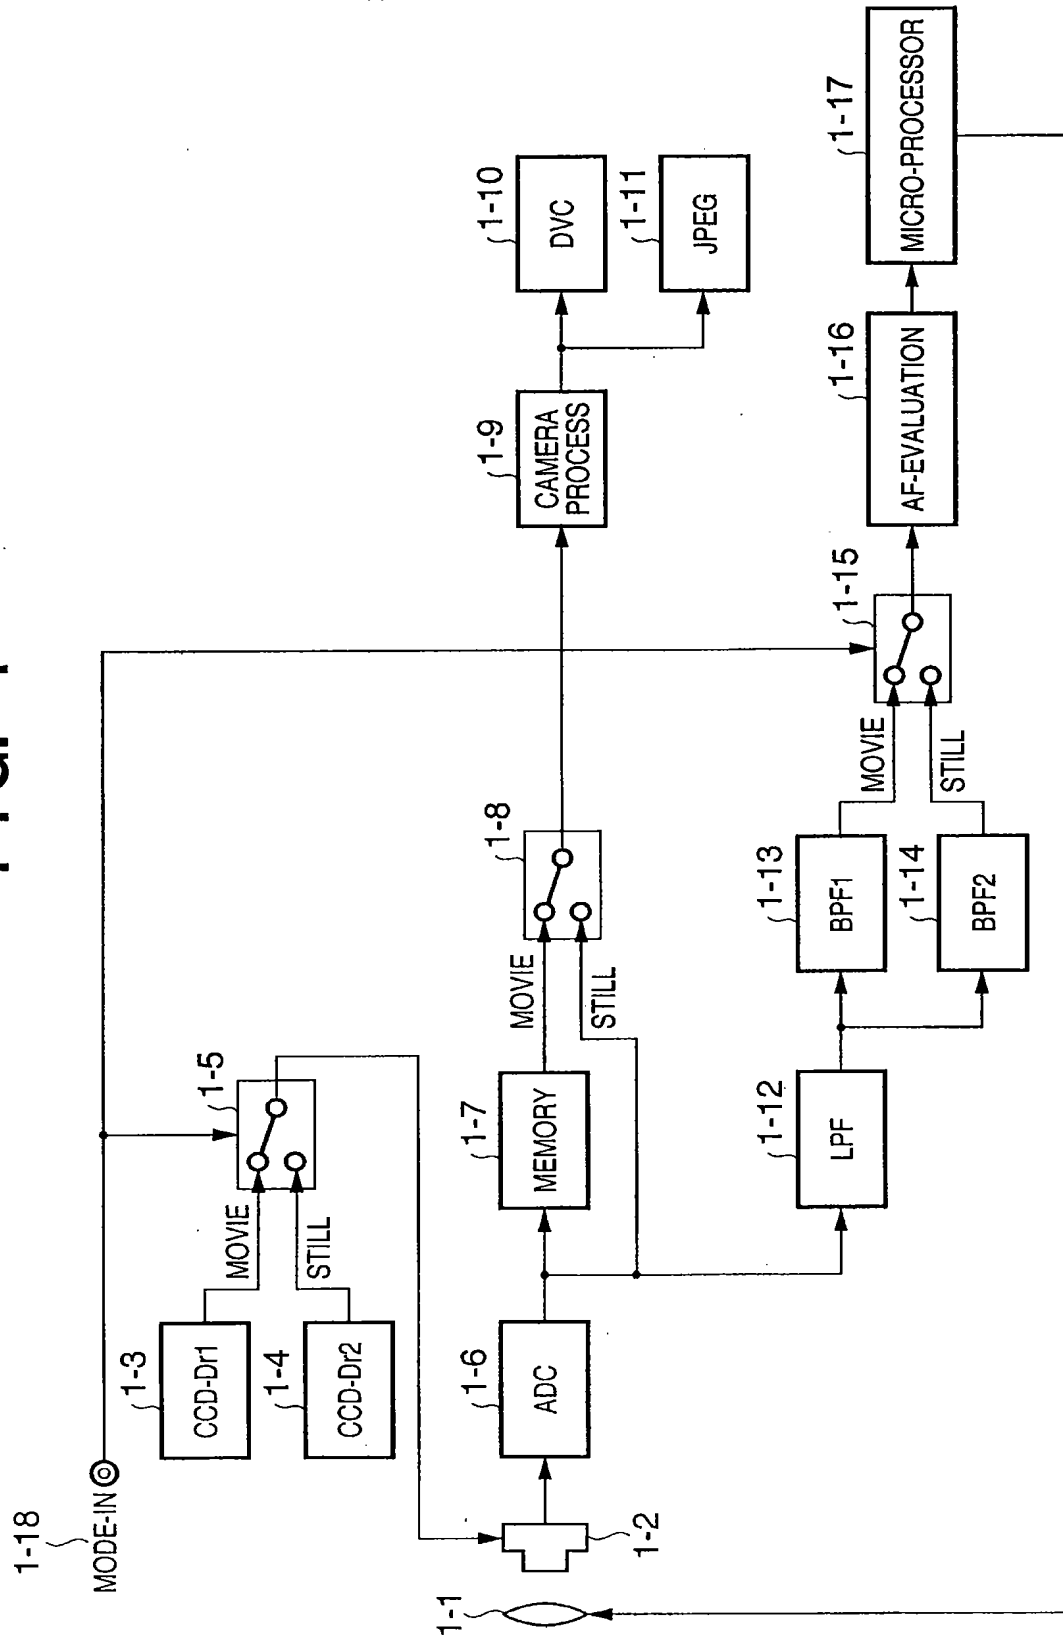 1-18
MODE-IN
1-3
CCD-Dr1
1-4
CCD-Dr2
MOVIE
STILL
1-5
1-1
1-2
1-6
ADC
1-7
MEMORY
MOVIE
STILL
1-8
1-9
CAMERA
PROCESS
1-10
DVC
1-11
JPEG
1-12
LPF
1-13
BPF1
1-14
BPF2
MOVIE
STILL
1-15
1-16
AF-EVALUATION
1-17
MICRO-PROCESSOR